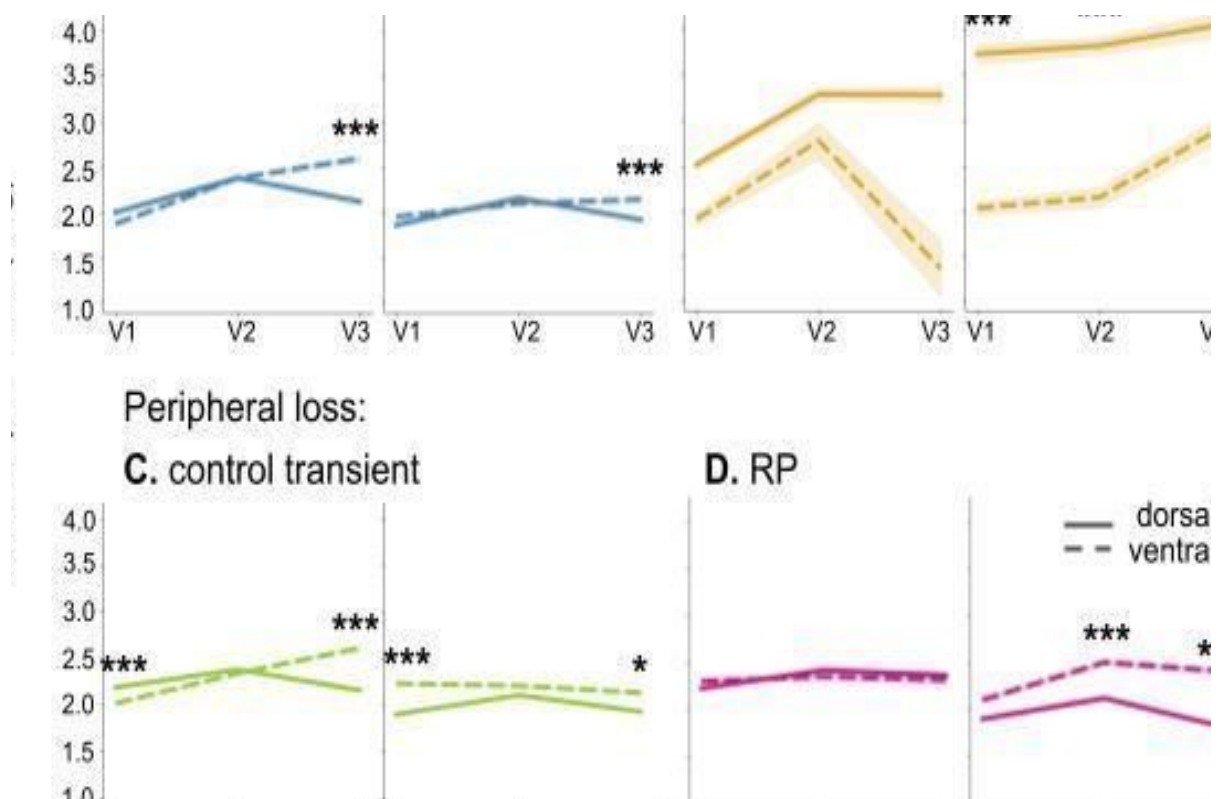 4.0
3.5
3.0
2.5
2.0
1.5
1.0
***
***
***
V1 V2 V3 V1 V2 V3 V1 V2 V3 V1 V2 V
Peripheral loss:
C. control transient D. RP
4.0
3.5
3.0
2.5
2.0
1.5
1.0
dorsa
ventra
*** *** *** * *** *